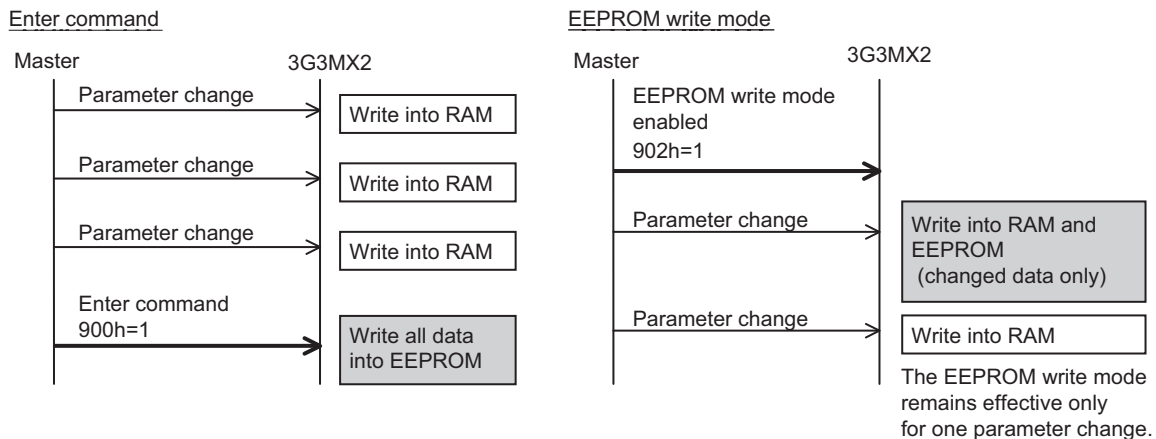 Enter command
Master
3G3MX2
Parameter change
Write into RAM
Parameter change
Write into RAM
Parameter change
Write into RAM
Enter command
900h=1
Write all data
into EEPROM
EEPROM write mode
Master
3G3MX2
EEPROM write mode
enabled
902h=1
Parameter change
Write into RAM and
EEPROM
(changed data only)
Parameter change
Write into RAM
The EEPROM write mode
remains effective only
for one parameter change.